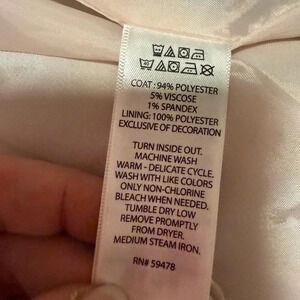 COAT : 94% POLYESTER
5% VISCOSE
1% SPANDEX
LINING: 100% POLYESTER
EXCLUSIVE OF DECORATION
TURN INSIDE OUT.
MACHINE WASH
WARM - DELICATE CYCLE.
WASH WITH LIKE COLORS
ONLY NON-CHLORINE
BLEACH WHEN NEEDED.
TUMBLE DRY LOW
REMOVE PROMPTLY
FROM DRYER.
MEDIUM STEAM IRON.
RN# 59478